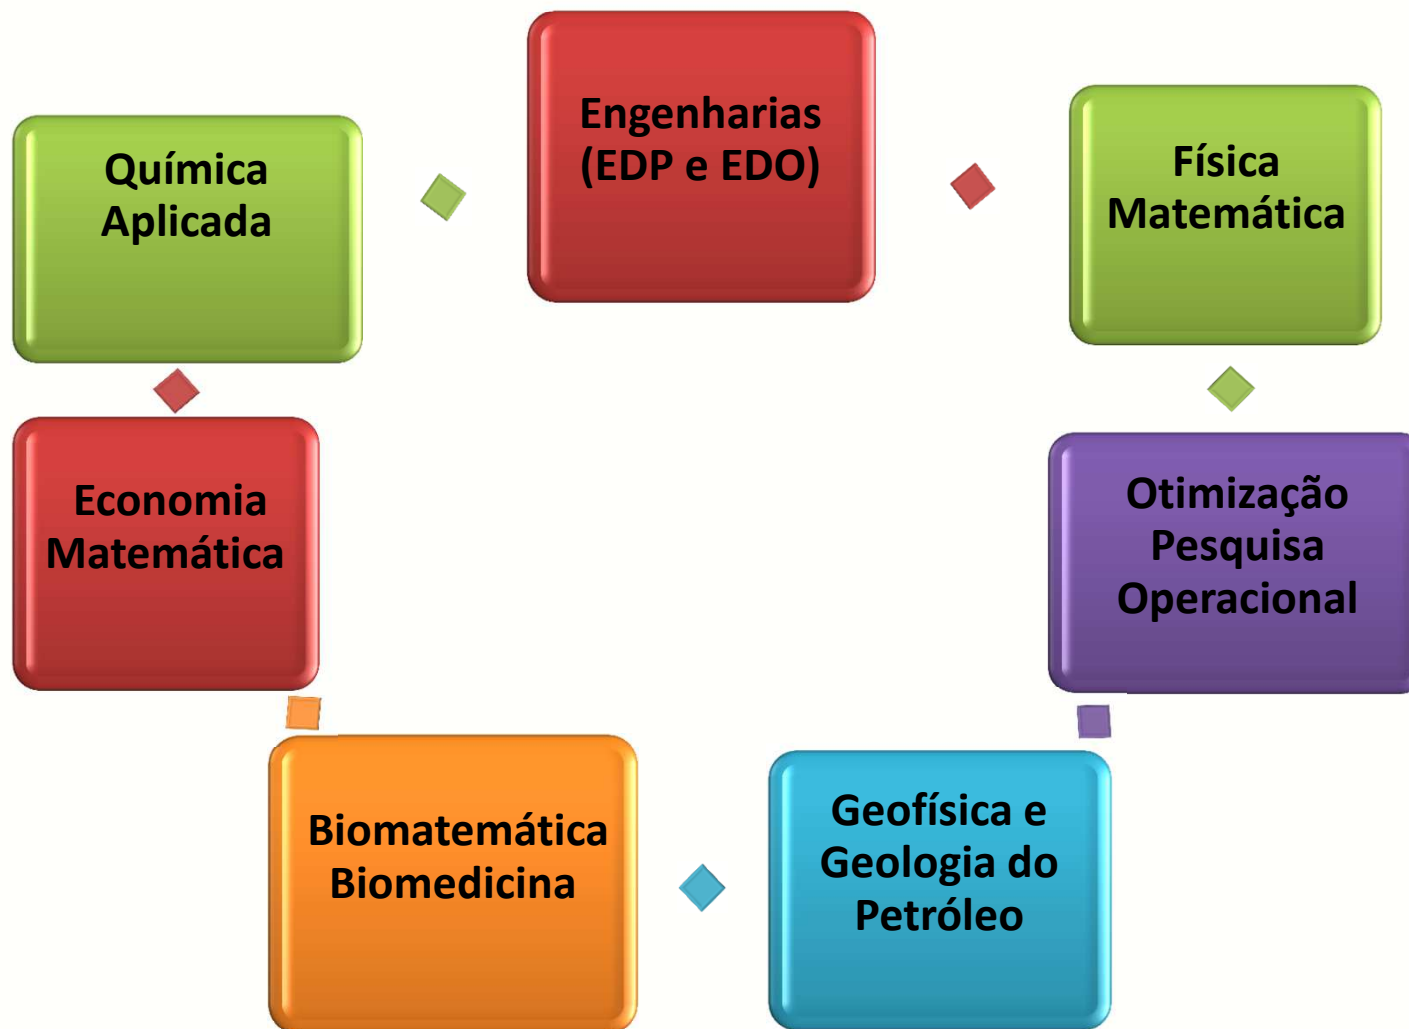 Engenharias
(EDP e EDO)
Física
Matemática
Otimização
Pesquisa
Operacional
Geofísica e
Geologia do
Petróleo
Biomatemática
Biomedicina
Economia
Matemática
Química
Aplicada